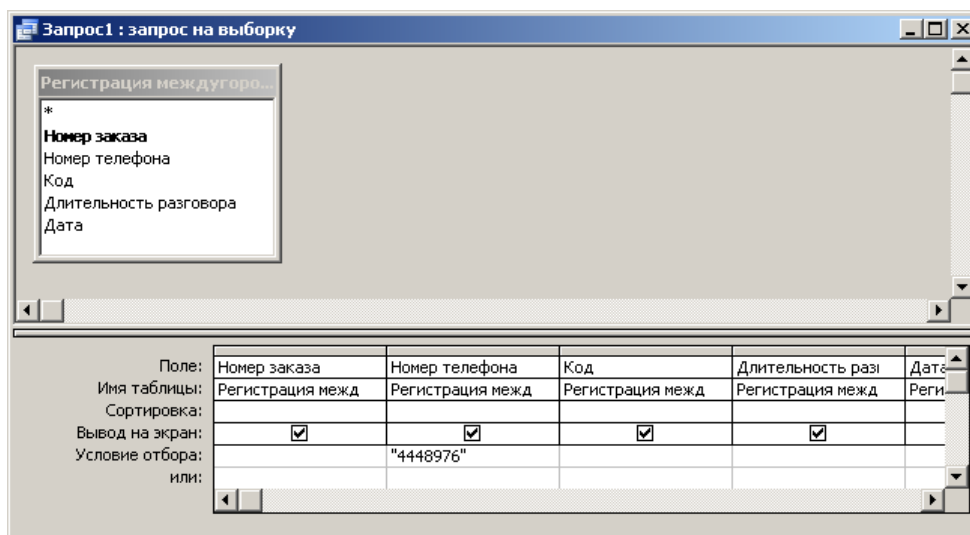 Запрос1 : запрос на выборку
Регистрация междугоро...
*
Номер заказа
Номер телефона
Код
Длительность разговора
Дата
Поле: Номер заказа Номер телефона Код Длительность разг Дата
Имя таблицы: Регистрация межд Регистрация межд Регистрация межд Регистрация межд Реги
Сортировка:
Вывод на экран:
Условие отбора: "4448976"
или: